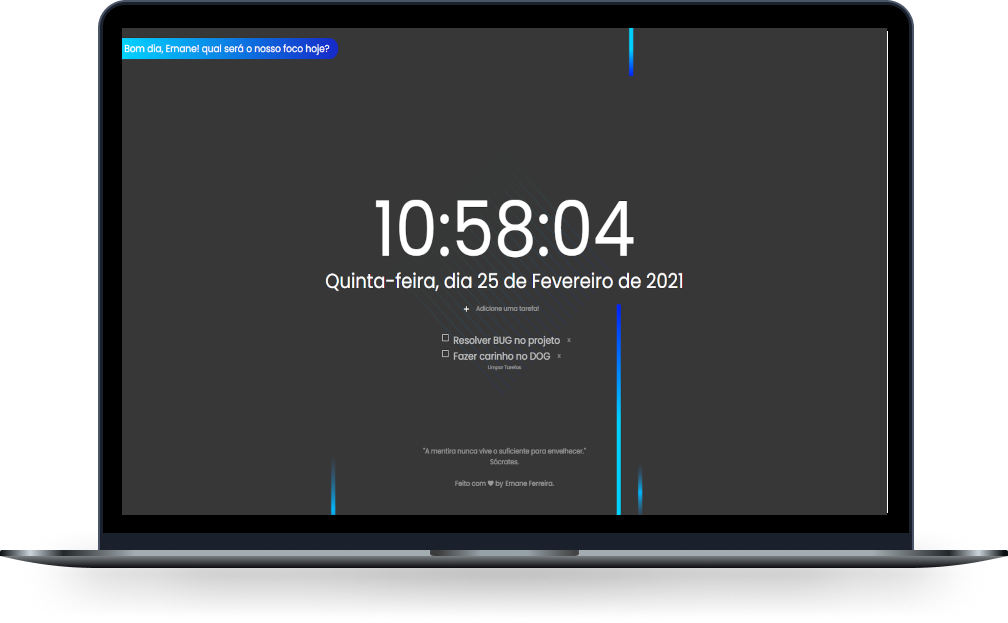 Bom dia, Ernane! qual será o nosso foco hoje?
10:58:04
Quinta-feira, dia 25 de Fevereiro de 2021
+ Adicione uma tarefa!
Resolver BUG no projeto x
Fazer carinho no DOG x
Limpar Tarefas
"A mentira nunca vive o suficiente para envelhecer."
Sócrates.
Feito com ♥ by Ernane Ferreira.